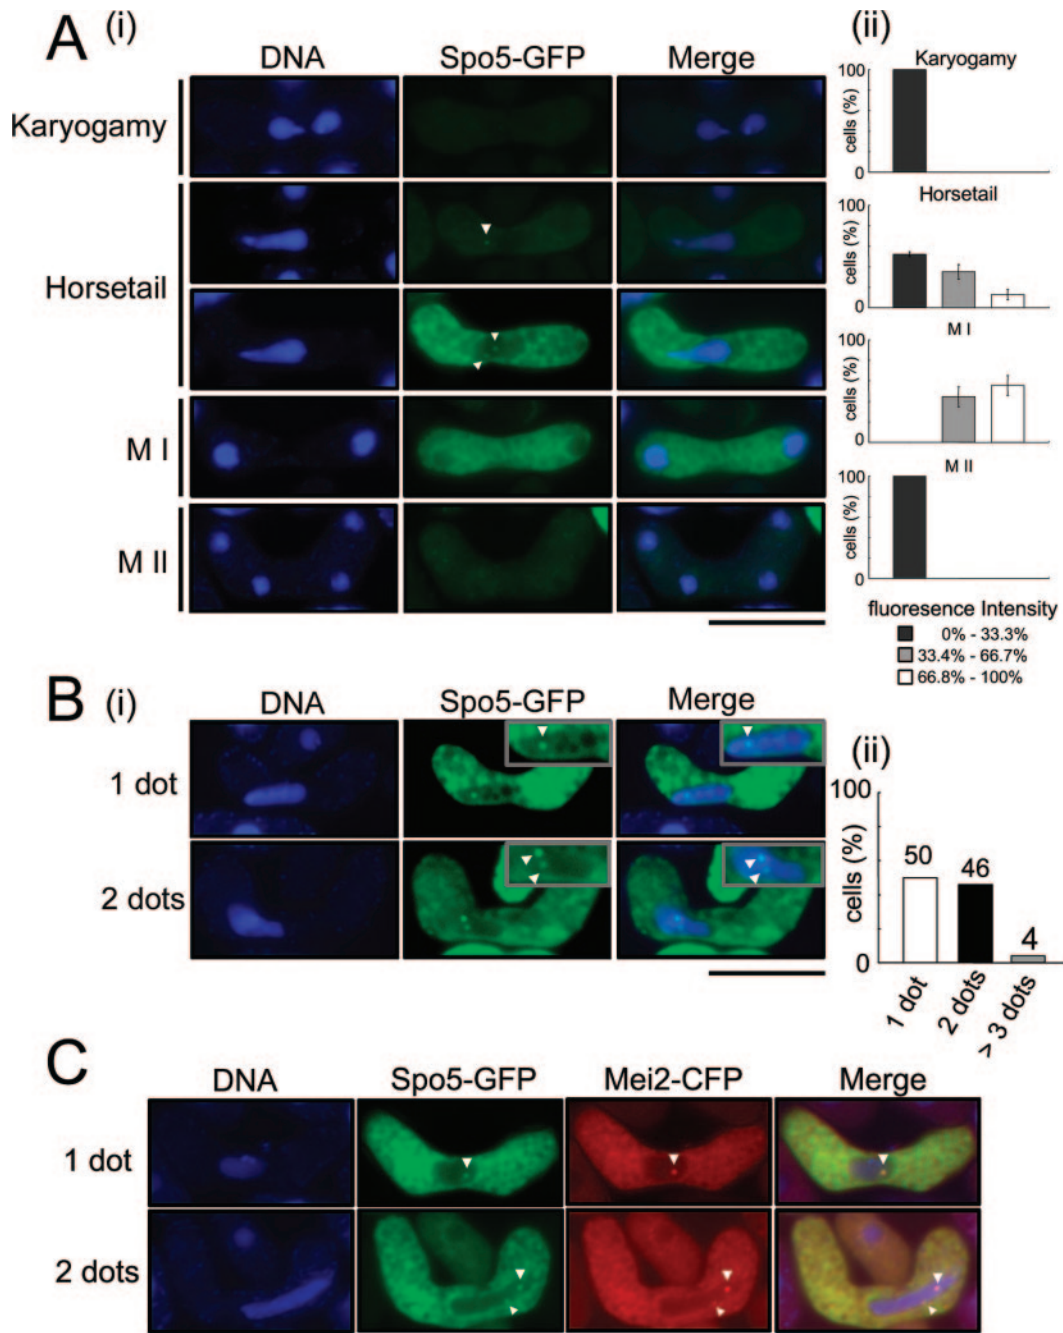 A (i)
DNA Spo5-GFP Merge
Karyogamy
Horsetail
M I
M II
(ii)
Karyogamy
100
cells (%)
0
Horsetail
100
cells (%)
0
M I
100
cells (%)
0
M II
100
cells (%)
0
fluoresence Intensity
0% - 33.3%
33.4% - 66.7%
66.8% - 100%
B (i)
DNA Spo5-GFP Merge
1 dot
2 dots
(ii)
100
cells (%)
0
50
46
4
1 dot
2 dots
> 3 dots
C
DNA Spo5-GFP Mei2-CFP Merge
1 dot
2 dots